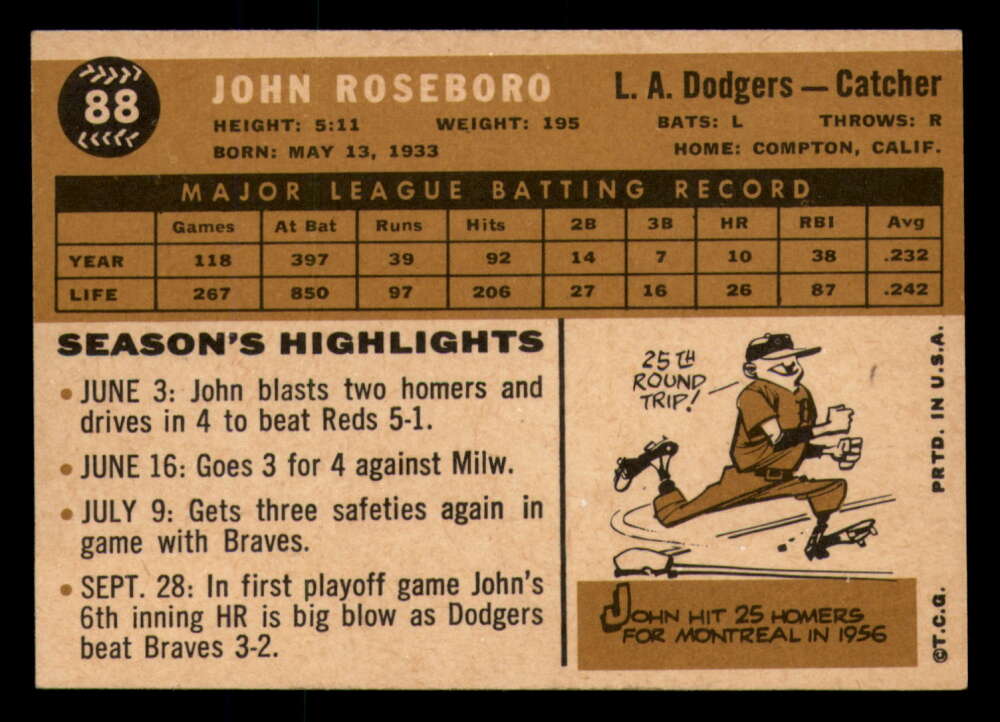 88
JOHN ROSEBORO
L. A. Dodgers — Catcher
HEIGHT: 5:11 WEIGHT: 195 BATS: L THROWS: R
BORN: MAY 13, 1933 HOME: COMPTON, CALIF.
MAJOR LEAGUE BATTING RECORD
Games At Bat Runs Hits 2B 3B HR RBI Avg
YEAR 118 397 39 92 14 7 10 38 .232
LIFE 267 850 97 206 27 16 26 87 .242
SEASON'S HIGHLIGHTS
• JUNE 3: John blasts two homers and
drives in 4 to beat Reds 5-1.
• JUNE 16: Goes 3 for 4 against Milw.
• JULY 9: Gets three safeties again in
game with Braves.
• SEPT. 28: In first playoff game John's
6th inning HR is big blow as Dodgers
beat Braves 3-2.
25TH
ROUND
TRIP!
JOHN HIT 25 HOMERS
FOR MONTREAL IN 1956
©T.C.G. PRTD. IN U.S.A.